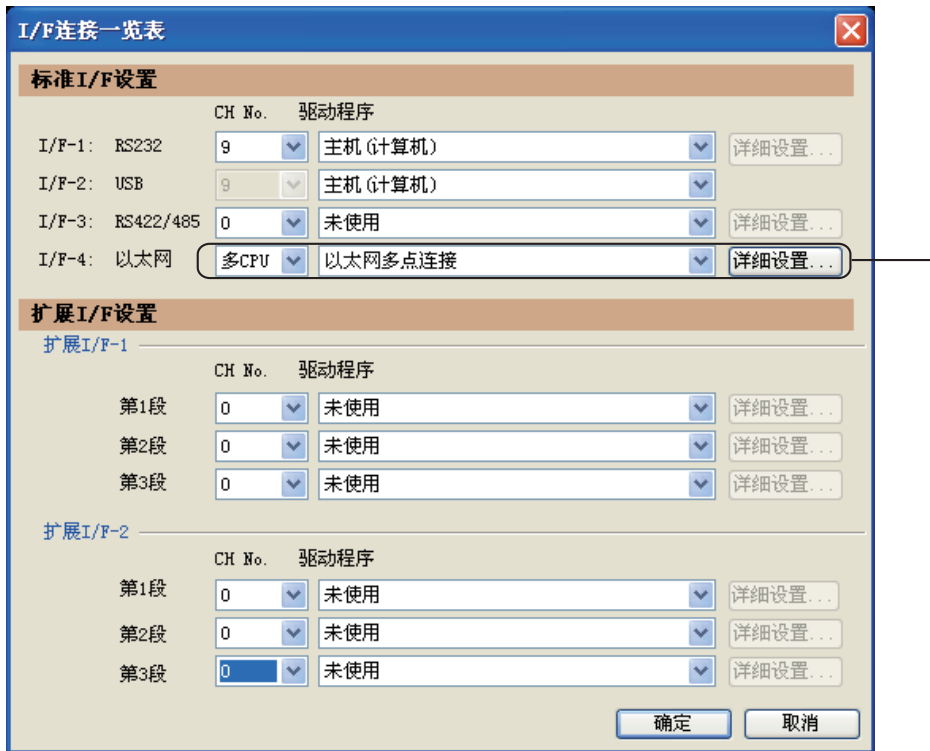 I/F连接一览表
标准I/F设置
CH No. 驱动程序
I/F-1: RS232 9 主机(计算机) 详细设置...
I/F-2: USB 9 主机(计算机)
I/F-3: RS422/485 0 未使用 详细设置...
I/F-4: 以太网 多CPU 以太网多点连接 详细设置...
扩展I/F设置
扩展I/F-1
CH No. 驱动程序
第1段 0 未使用 详细设置...
第2段 0 未使用 详细设置...
第3段 0 未使用 详细设置...
扩展I/F-2
CH No. 驱动程序
第1段 0 未使用 详细设置...
第2段 0 未使用 详细设置...
第3段 0 未使用 详细设置...
确定 取消